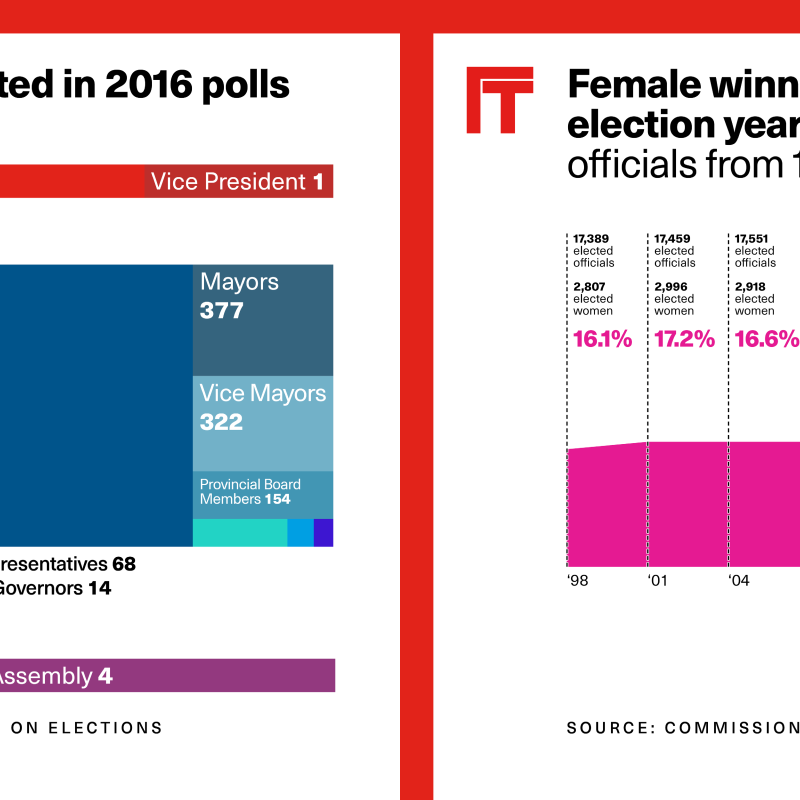 ted in 2016 polls
Vice President 1
Mayors
377
Vice Mayors
322
Provincial Board
Members 154
resentatives 68
Governors 14
Assembly 4
ON ELECTIONS
Female winn
election year
officials from 1
17,389
elected
officials
2,807
elected
women
16.1%
17,459
elected
officials
2,996
elected
women
17.2%
17,551
elected
officials
2,918
elected
women
16.6%
‘98
‘01
‘04
SOURCE: COMMISSION